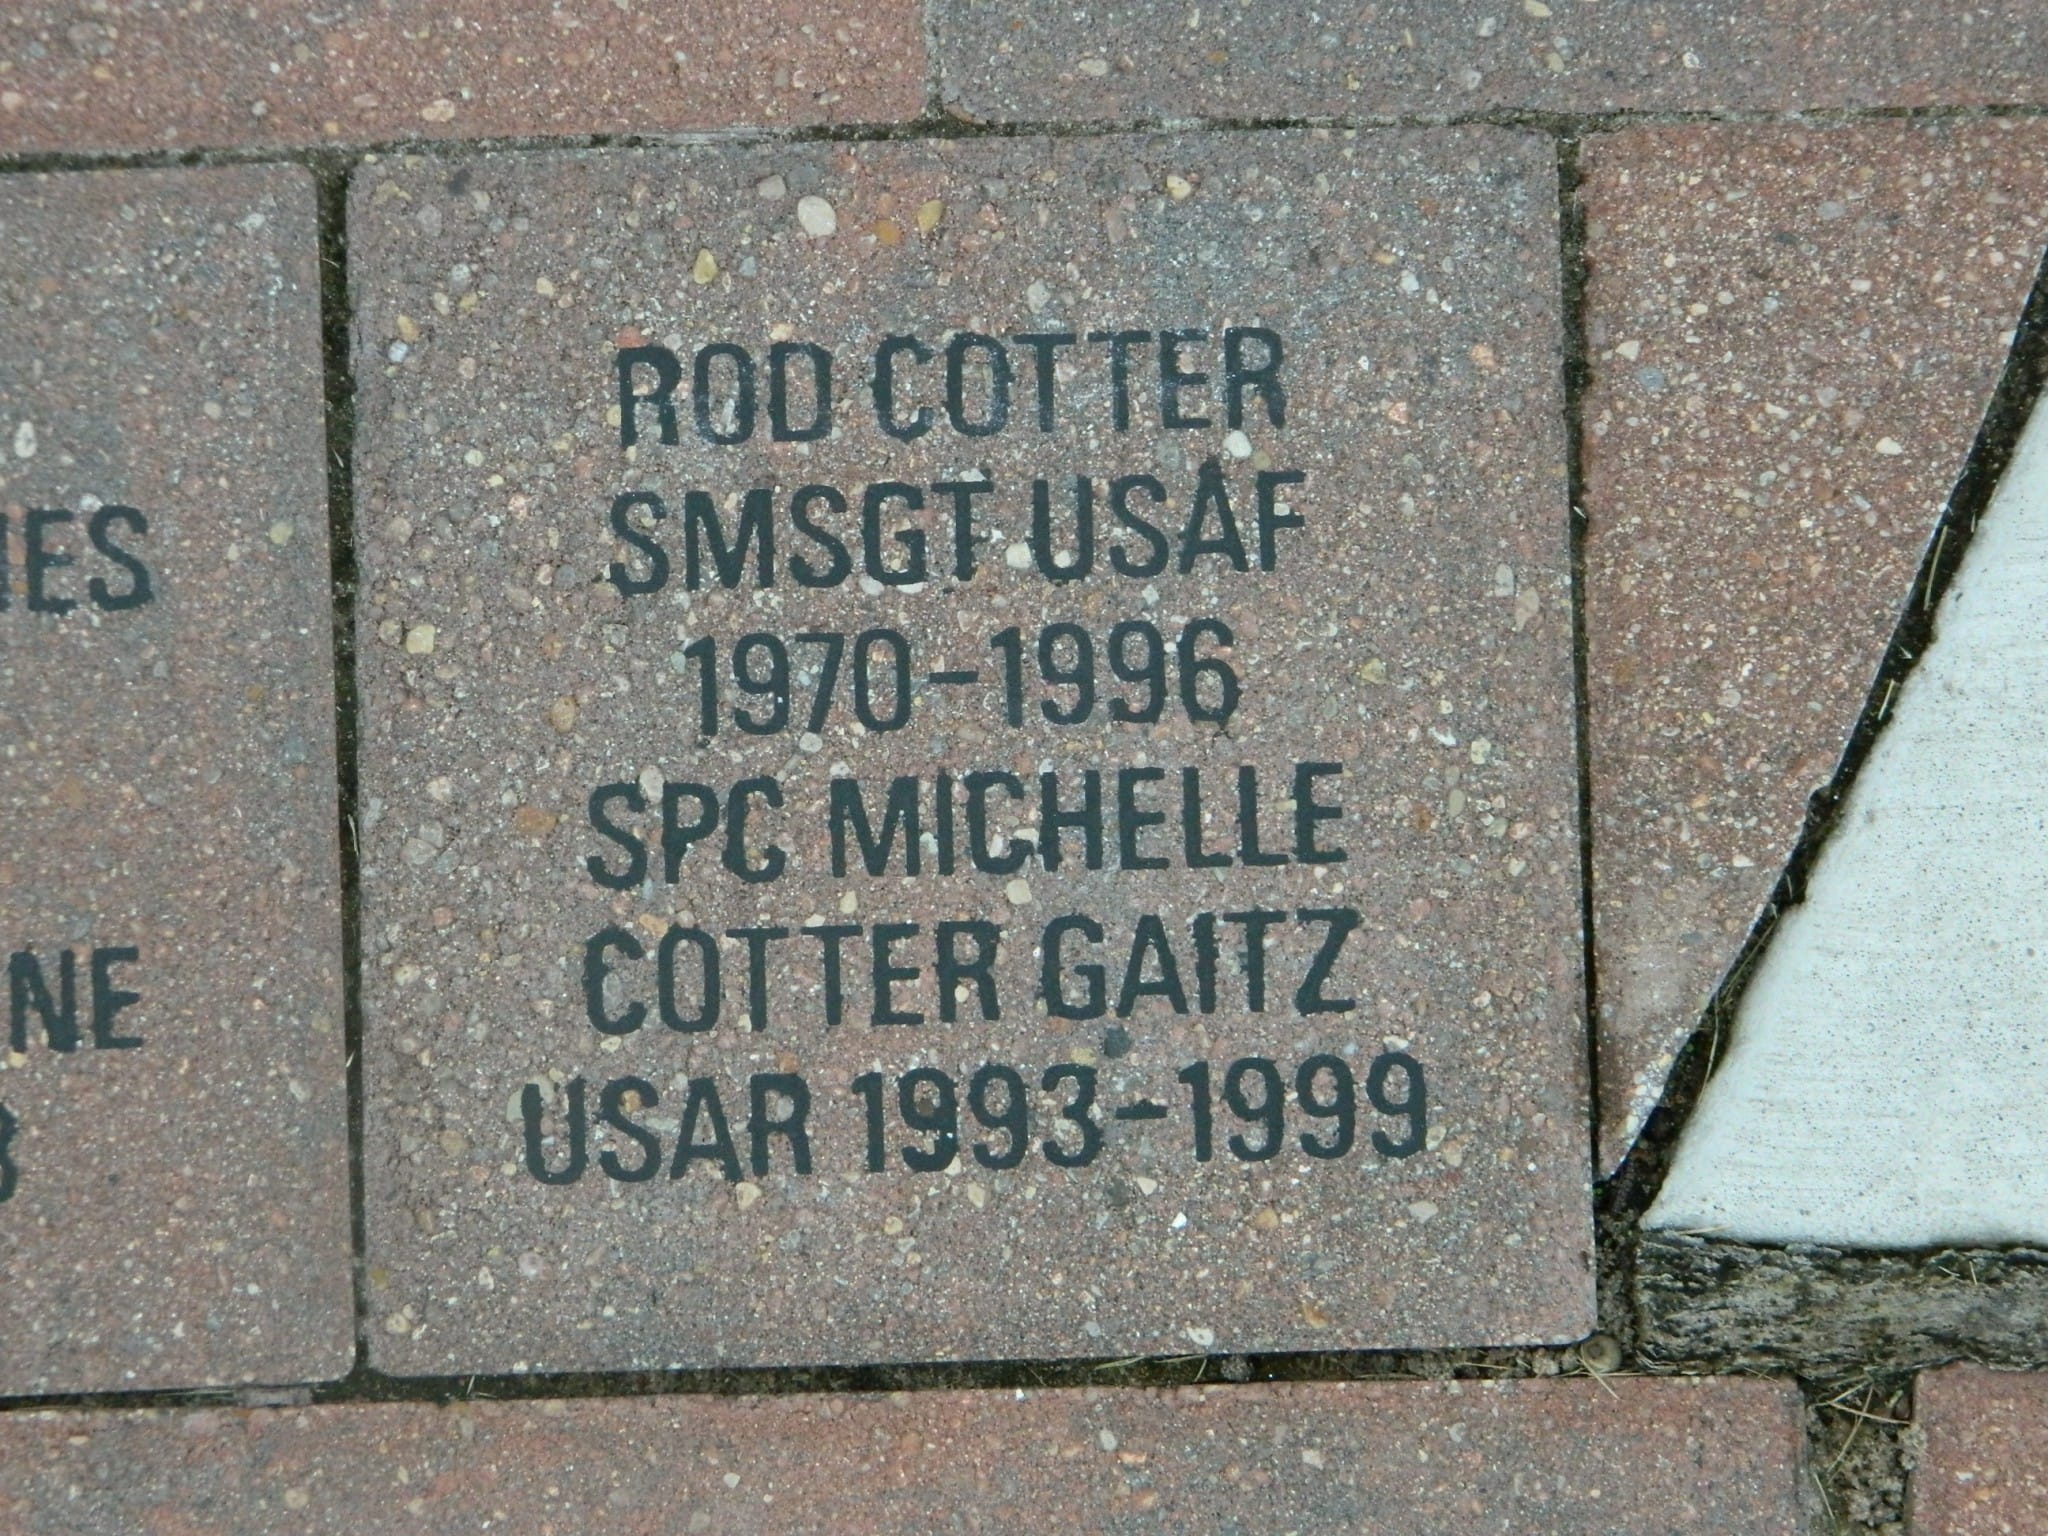 ROD COTTER
SMSGT USAF
1970-1996
SPC MICHELLE
COTTER GAITZ
USAR 1993-1999